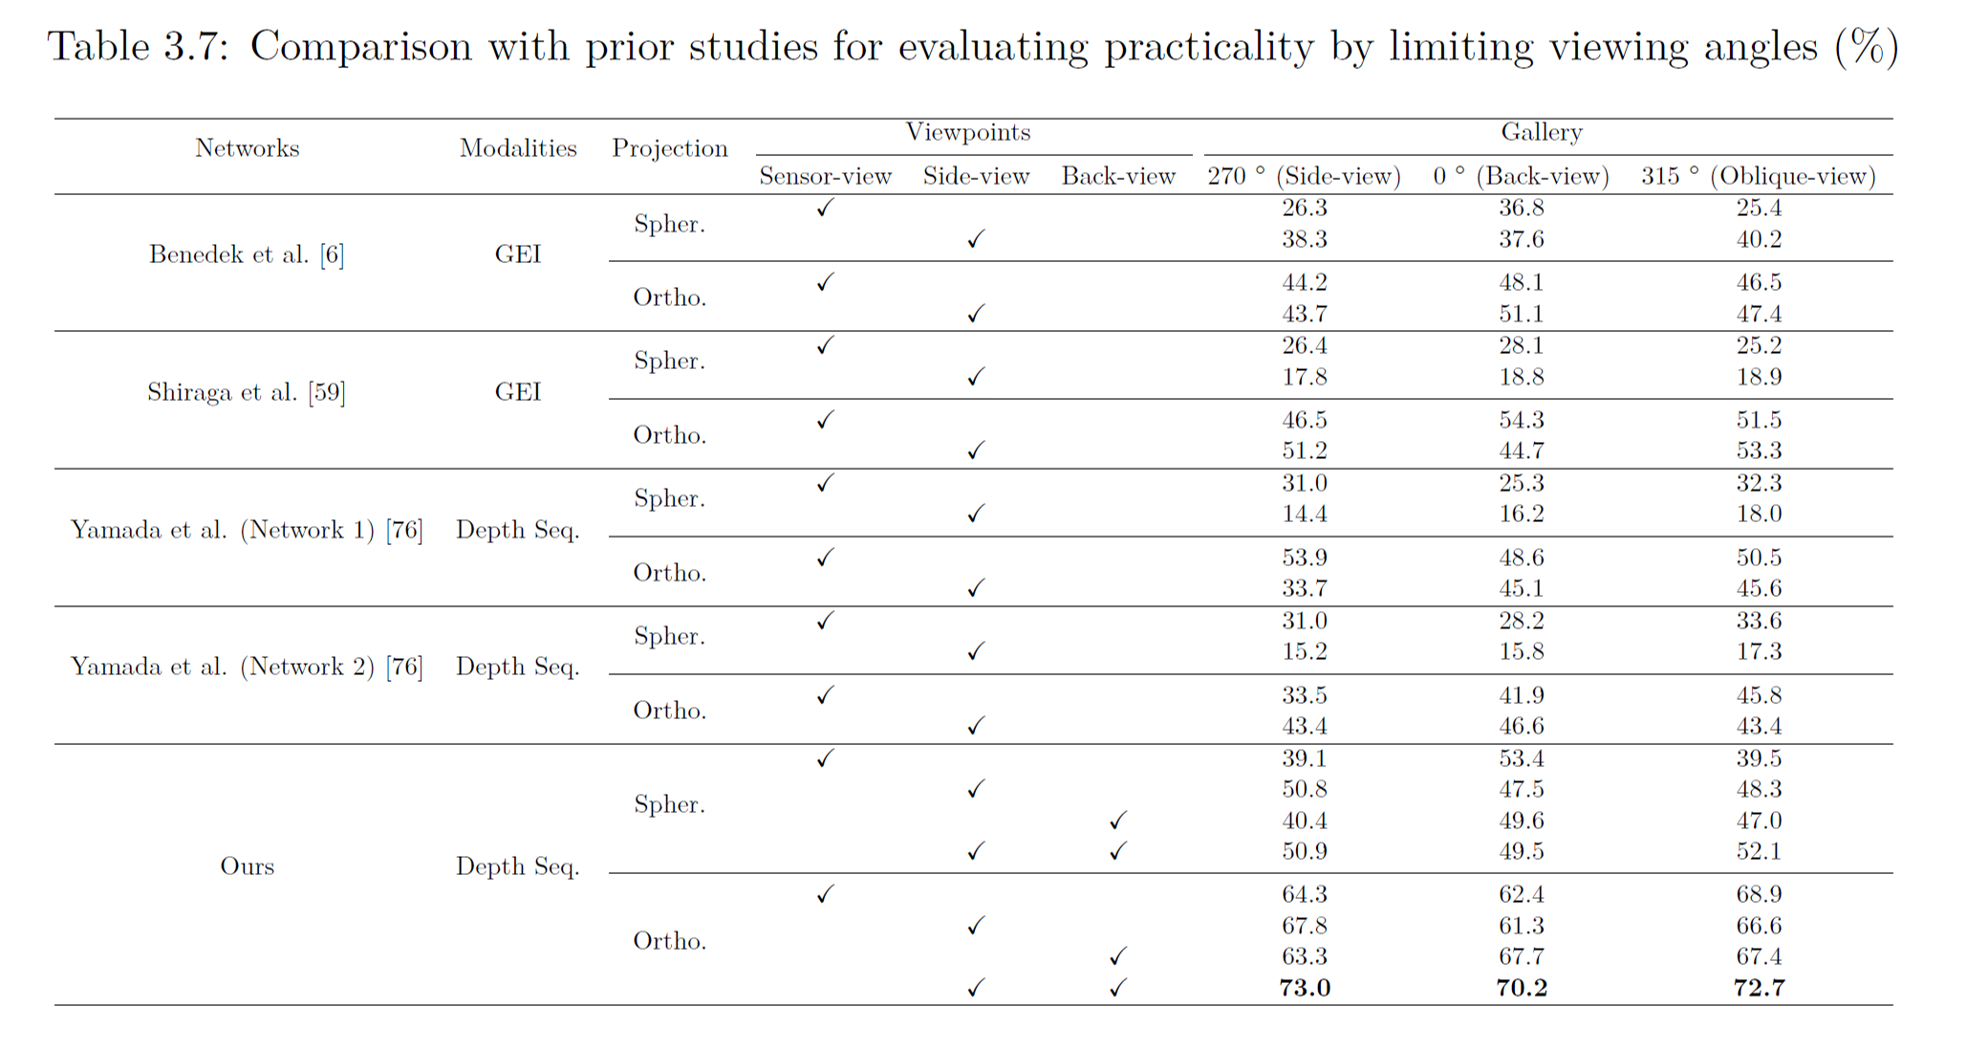 Table 3.7: Comparison with prior studies for evaluating practicality by limiting viewing angles (%)
Networks Modalities Projection Viewpoints Gallery
Sensor-view Side-view Back-view 270 ° (Side-view) 0 ° (Back-view) 315 ° (Oblique-view)
Benedek et al. [6] GEI Spher. ✓ 26.3 36.8 25.4
✓ 38.3 37.6 40.2
Ortho. ✓ 44.2 48.1 46.5
✓ 43.7 51.1 47.4
Shiraga et al. [59] GEI Spher. ✓ 26.4 28.1 25.2
✓ 17.8 18.8 18.9
Ortho. ✓ 46.5 54.3 51.5
✓ 51.2 44.7 53.3
Yamada et al. (Network 1) [76] Depth Seq. Spher. ✓ 31.0 25.3 32.3
✓ 14.4 16.2 18.0
Ortho. ✓ 53.9 48.6 50.5
✓ 33.7 45.1 45.6
Yamada et al. (Network 2) [76] Depth Seq. Spher. ✓ 31.0 28.2 33.6
✓ 15.2 15.8 17.3
Ortho. ✓ 33.5 41.9 45.8
✓ 43.4 46.6 43.4
Ours Depth Seq. Spher. ✓ 39.1 53.4 39.5
✓ 50.8 47.5 48.3
✓ 40.4 49.6 47.0
✓ ✓ 50.9 49.5 52.1
Ortho. ✓ 64.3 62.4 68.9
✓ 67.8 61.3 66.6
✓ 63.3 67.7 67.4
✓ ✓ 73.0 70.2 72.7